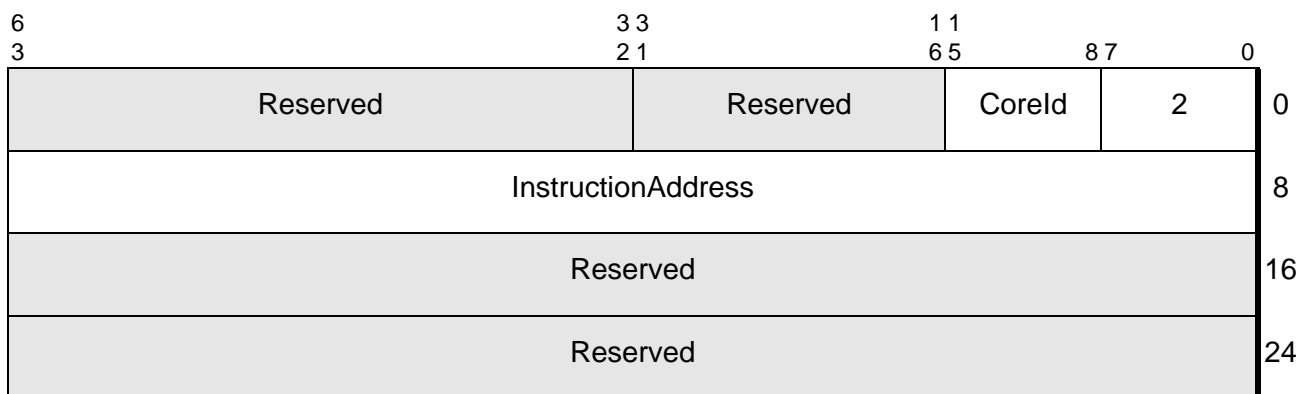 6 3 3 1 1
3 2 1 6 5 8 7 0
Reserved Reserved CoreId 2 0
InstructionAddress 8
Reserved 16
Reserved 24